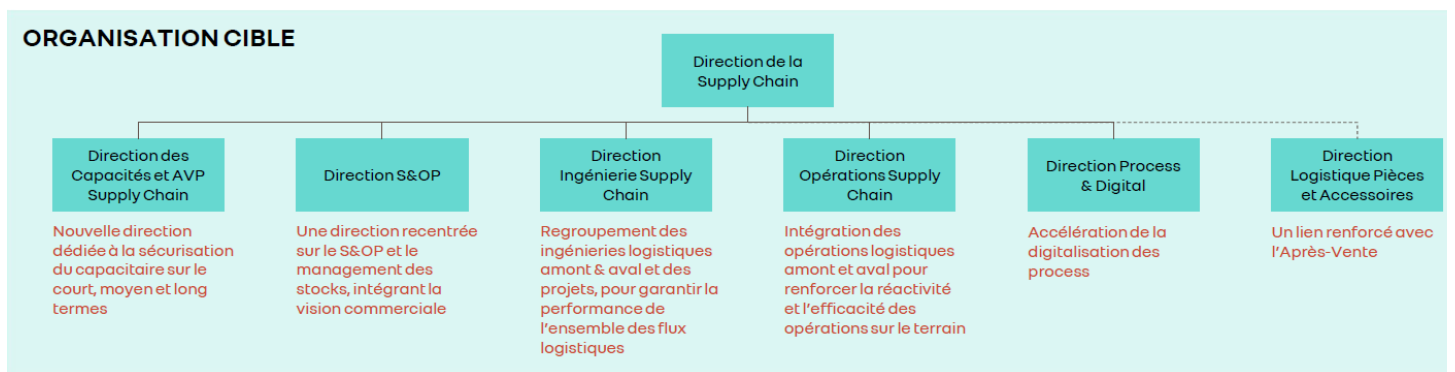 ORGANISATION CIBLE
Direction de la
Supply Chain
Direction des
Capacités et AVP
Supply Chain
Nouvelle direction
dédiée à la sécurisation
du capacitaire sur le
court, moyen et long
termes
Direction S&OP
Une direction recentrée
sur le S&OP et le
management des
stocks, intégrant la
vision commerciale
Direction
Ingénierie Supply
Chain
Regroupement des
ingénieries logistiques
amont & aval et des
projets, pour garantir la
performance de
l'ensemble des flux
logistiques
Direction
Opérations Supply
Chain
Intégration des
opérations logistiques
amont et aval pour
renforcer la réactivité
et l'efficacité des
opérations sur le terrain
Direction Process
& Digital
Accélération de la
digitalisation des
process
Direction
Logistique Pièces
et Accessoires
Un lien renforcé avec
l'Après-Vente